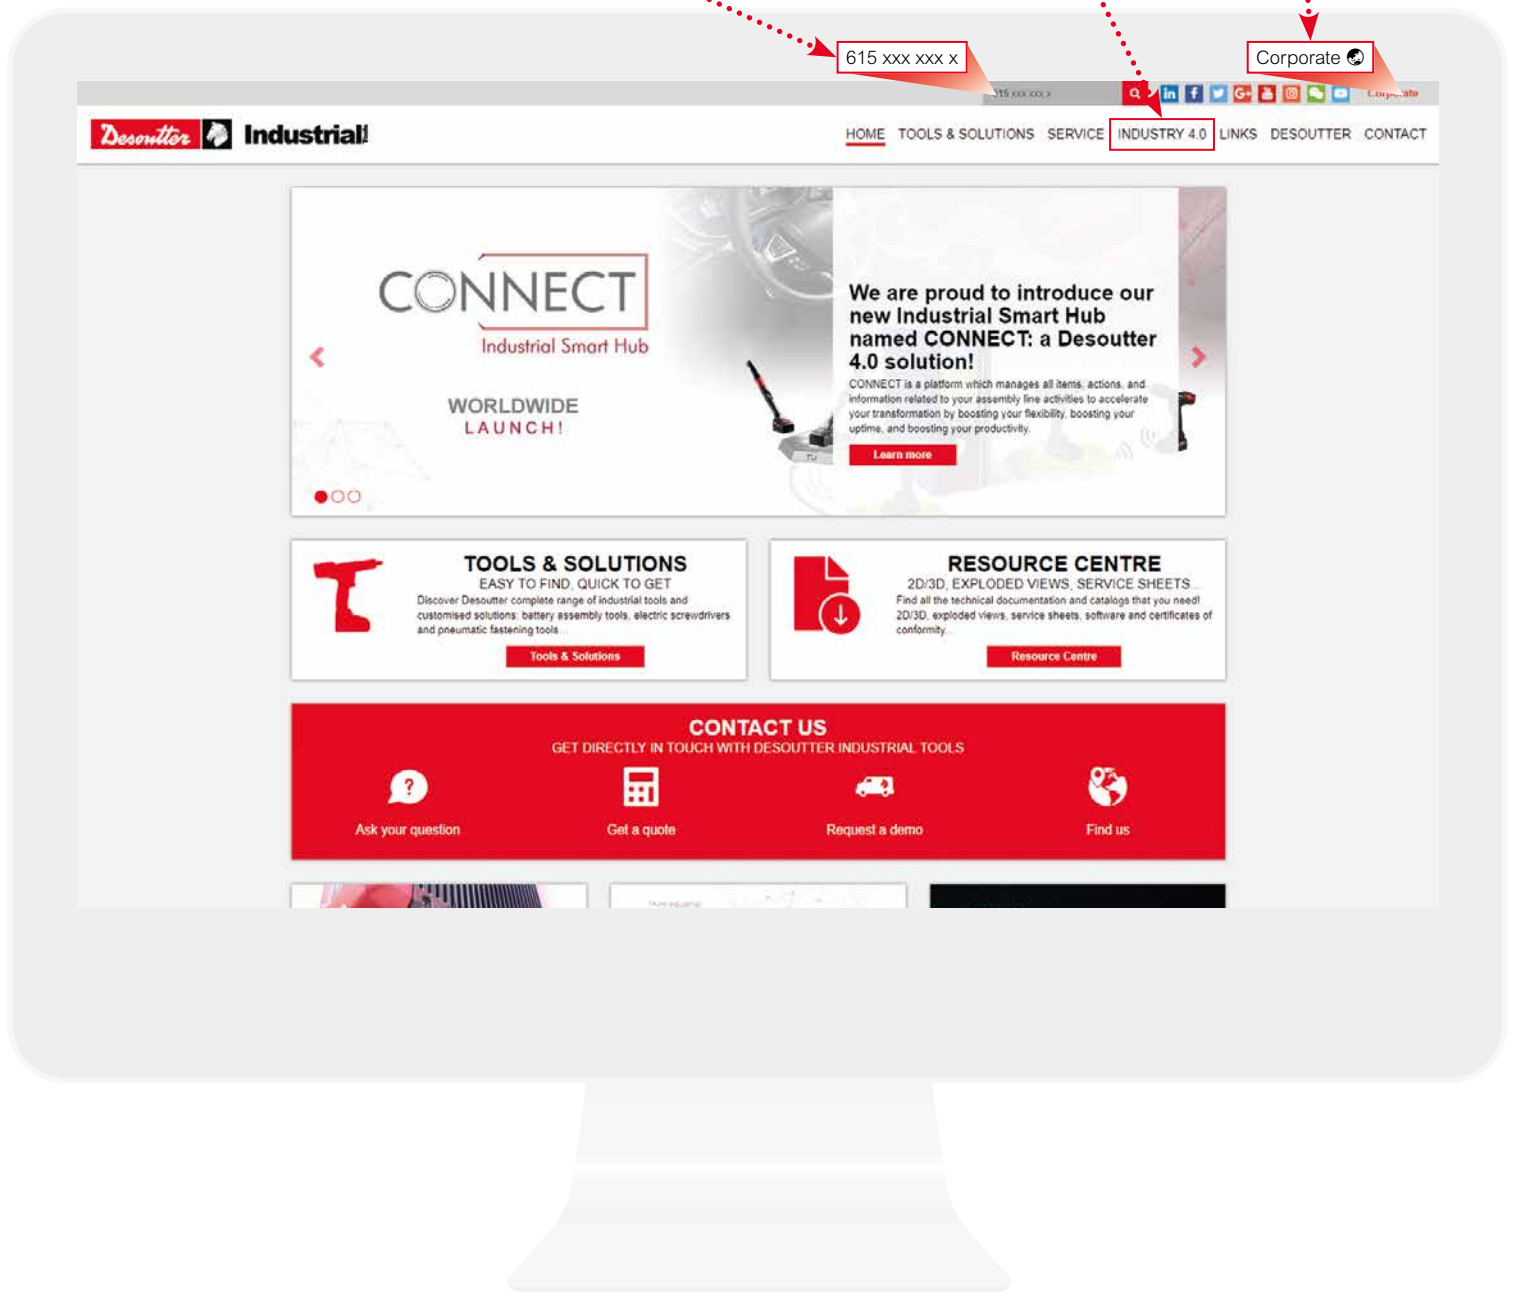 615 xxx xxx x
Corporate
615 xxx xxx x
in f G+
Corporate
Desoutter Industrial
HOME TOOLS & SOLUTIONS SERVICE INDUSTRY 4.0 LINKS DESOUTTER CONTACT
CONNECT
Industrial Smart Hub
WORLDWIDE
LAUNCH!
We are proud to introduce our
new Industrial Smart Hub
named CONNECT: a Desoutter
4.0 solution!
CONNECT is a platform which manages all items, actions, and
information related to your assembly line activities to accelerate
your transformation by boosting your flexibility, boosting your
uptime, and boosting your productivity.
Learn more
TOOLS & SOLUTIONS
EASY TO FIND, QUICK TO GET
Discover Desoutter complete range of industrial tools and
customised solutions: battery assembly tools, electric screwdrivers
and pneumatic fastening tools...
Tools & Solutions
RESOURCE CENTRE
2D/3D, EXPLODED VIEWS, SERVICE SHEETS...
Find all the technical documentation and catalogs that you need!
2D/3D, exploded views, service sheets, software and certificates of
conformity...
Resource Centre
CONTACT US
GET DIRECTLY IN TOUCH WITH DESOUTTER INDUSTRIAL TOOLS
?
Ask your question
Get a quote
Request a demo
Find us